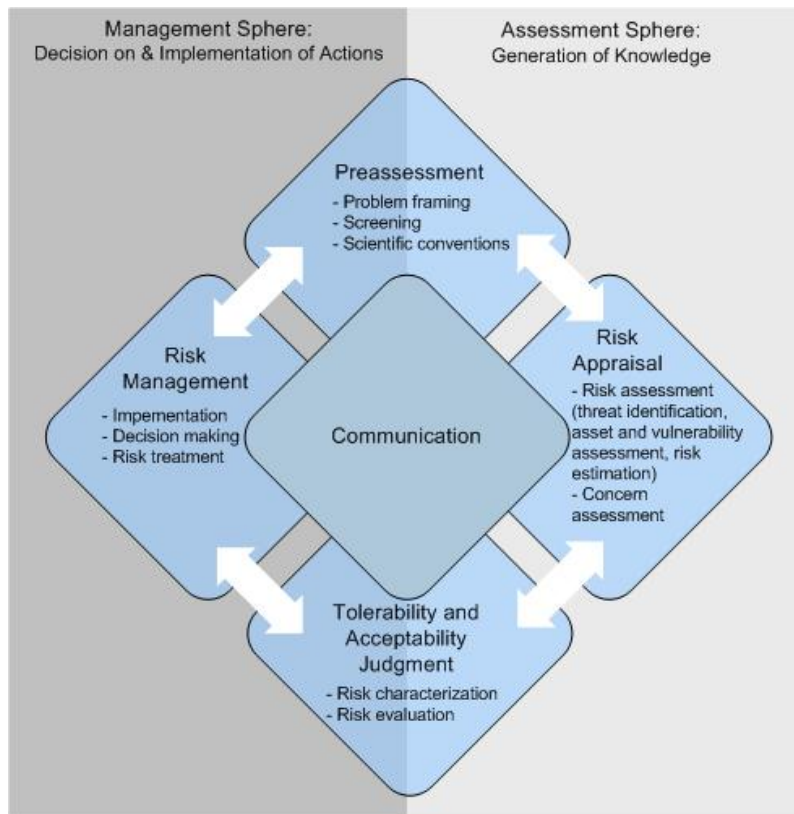 Management Sphere:
Decision on & Implementation of Actions
Assessment Sphere:
Generation of Knowledge
Preassessment
- Problem framing
- Screening
- Scientific conventions
Risk
Management
- Impementation
- Decision making
- Risk treatment
Communication
Risk
Appraisal
- Risk assessment
(threat identification,
asset and vulnerability
assessment, risk
estimation)
- Concern
assessment
Tolerability and
Acceptability
Judgment
- Risk characterization
- Risk evaluation